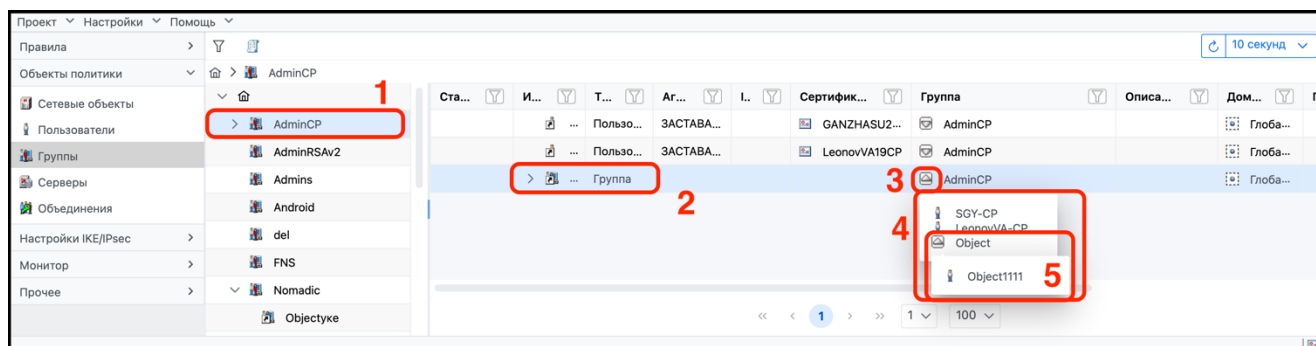 Проект Настройки Помощь
Правила
10 секунд
Объекты политики
AdminCP
1
Сетевые объекты
Пользователи
Группы
Серверы
Объединения
Настройки IKE/IPsec
Монитор
Прочее
AdminCP
AdminRSAv2
Admins
Android
del
FNS
Nomadic
Objectуке
Ста... И... Т... Аг... I.. Сертифик... Группа Описа... Дом...
... Пользо... ЗАСТАВА... GANZHASU2... AdminCP Глоба...
... Пользо... ЗАСТАВА... LeonovVA19CP AdminCP Глоба...
... Группа AdminCP Глоба...
2
3
4
SGY-CP
LeonovVA-CP
Object
Object1111
5
<< < 1 > >> 1 100